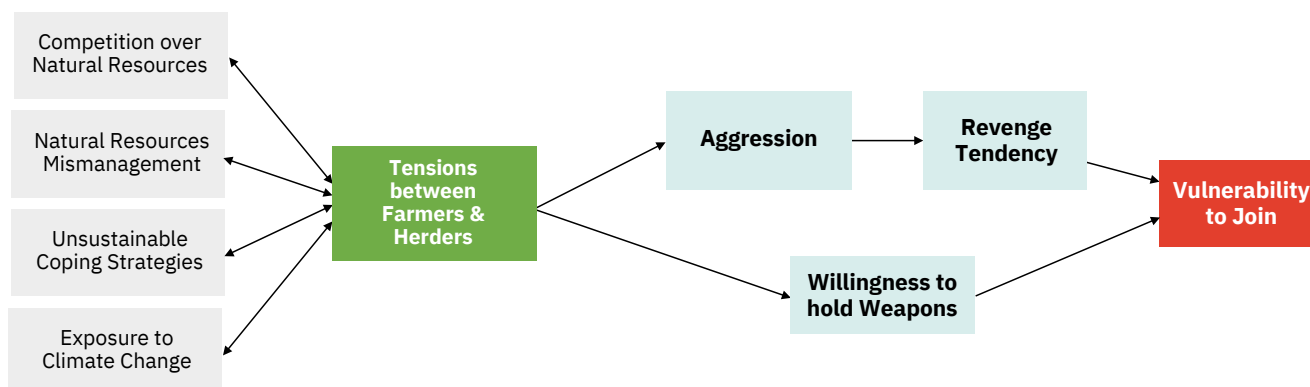 Competition over
Natural Resources
Natural Resources
Mismanagement
Unsustainable
Coping Strategies
Exposure to
Climate Change
Tensions
between
Farmers &
Herders
Aggression
Revenge
Tendency
Willingness to
hold Weapons
Vulnerability
to Join